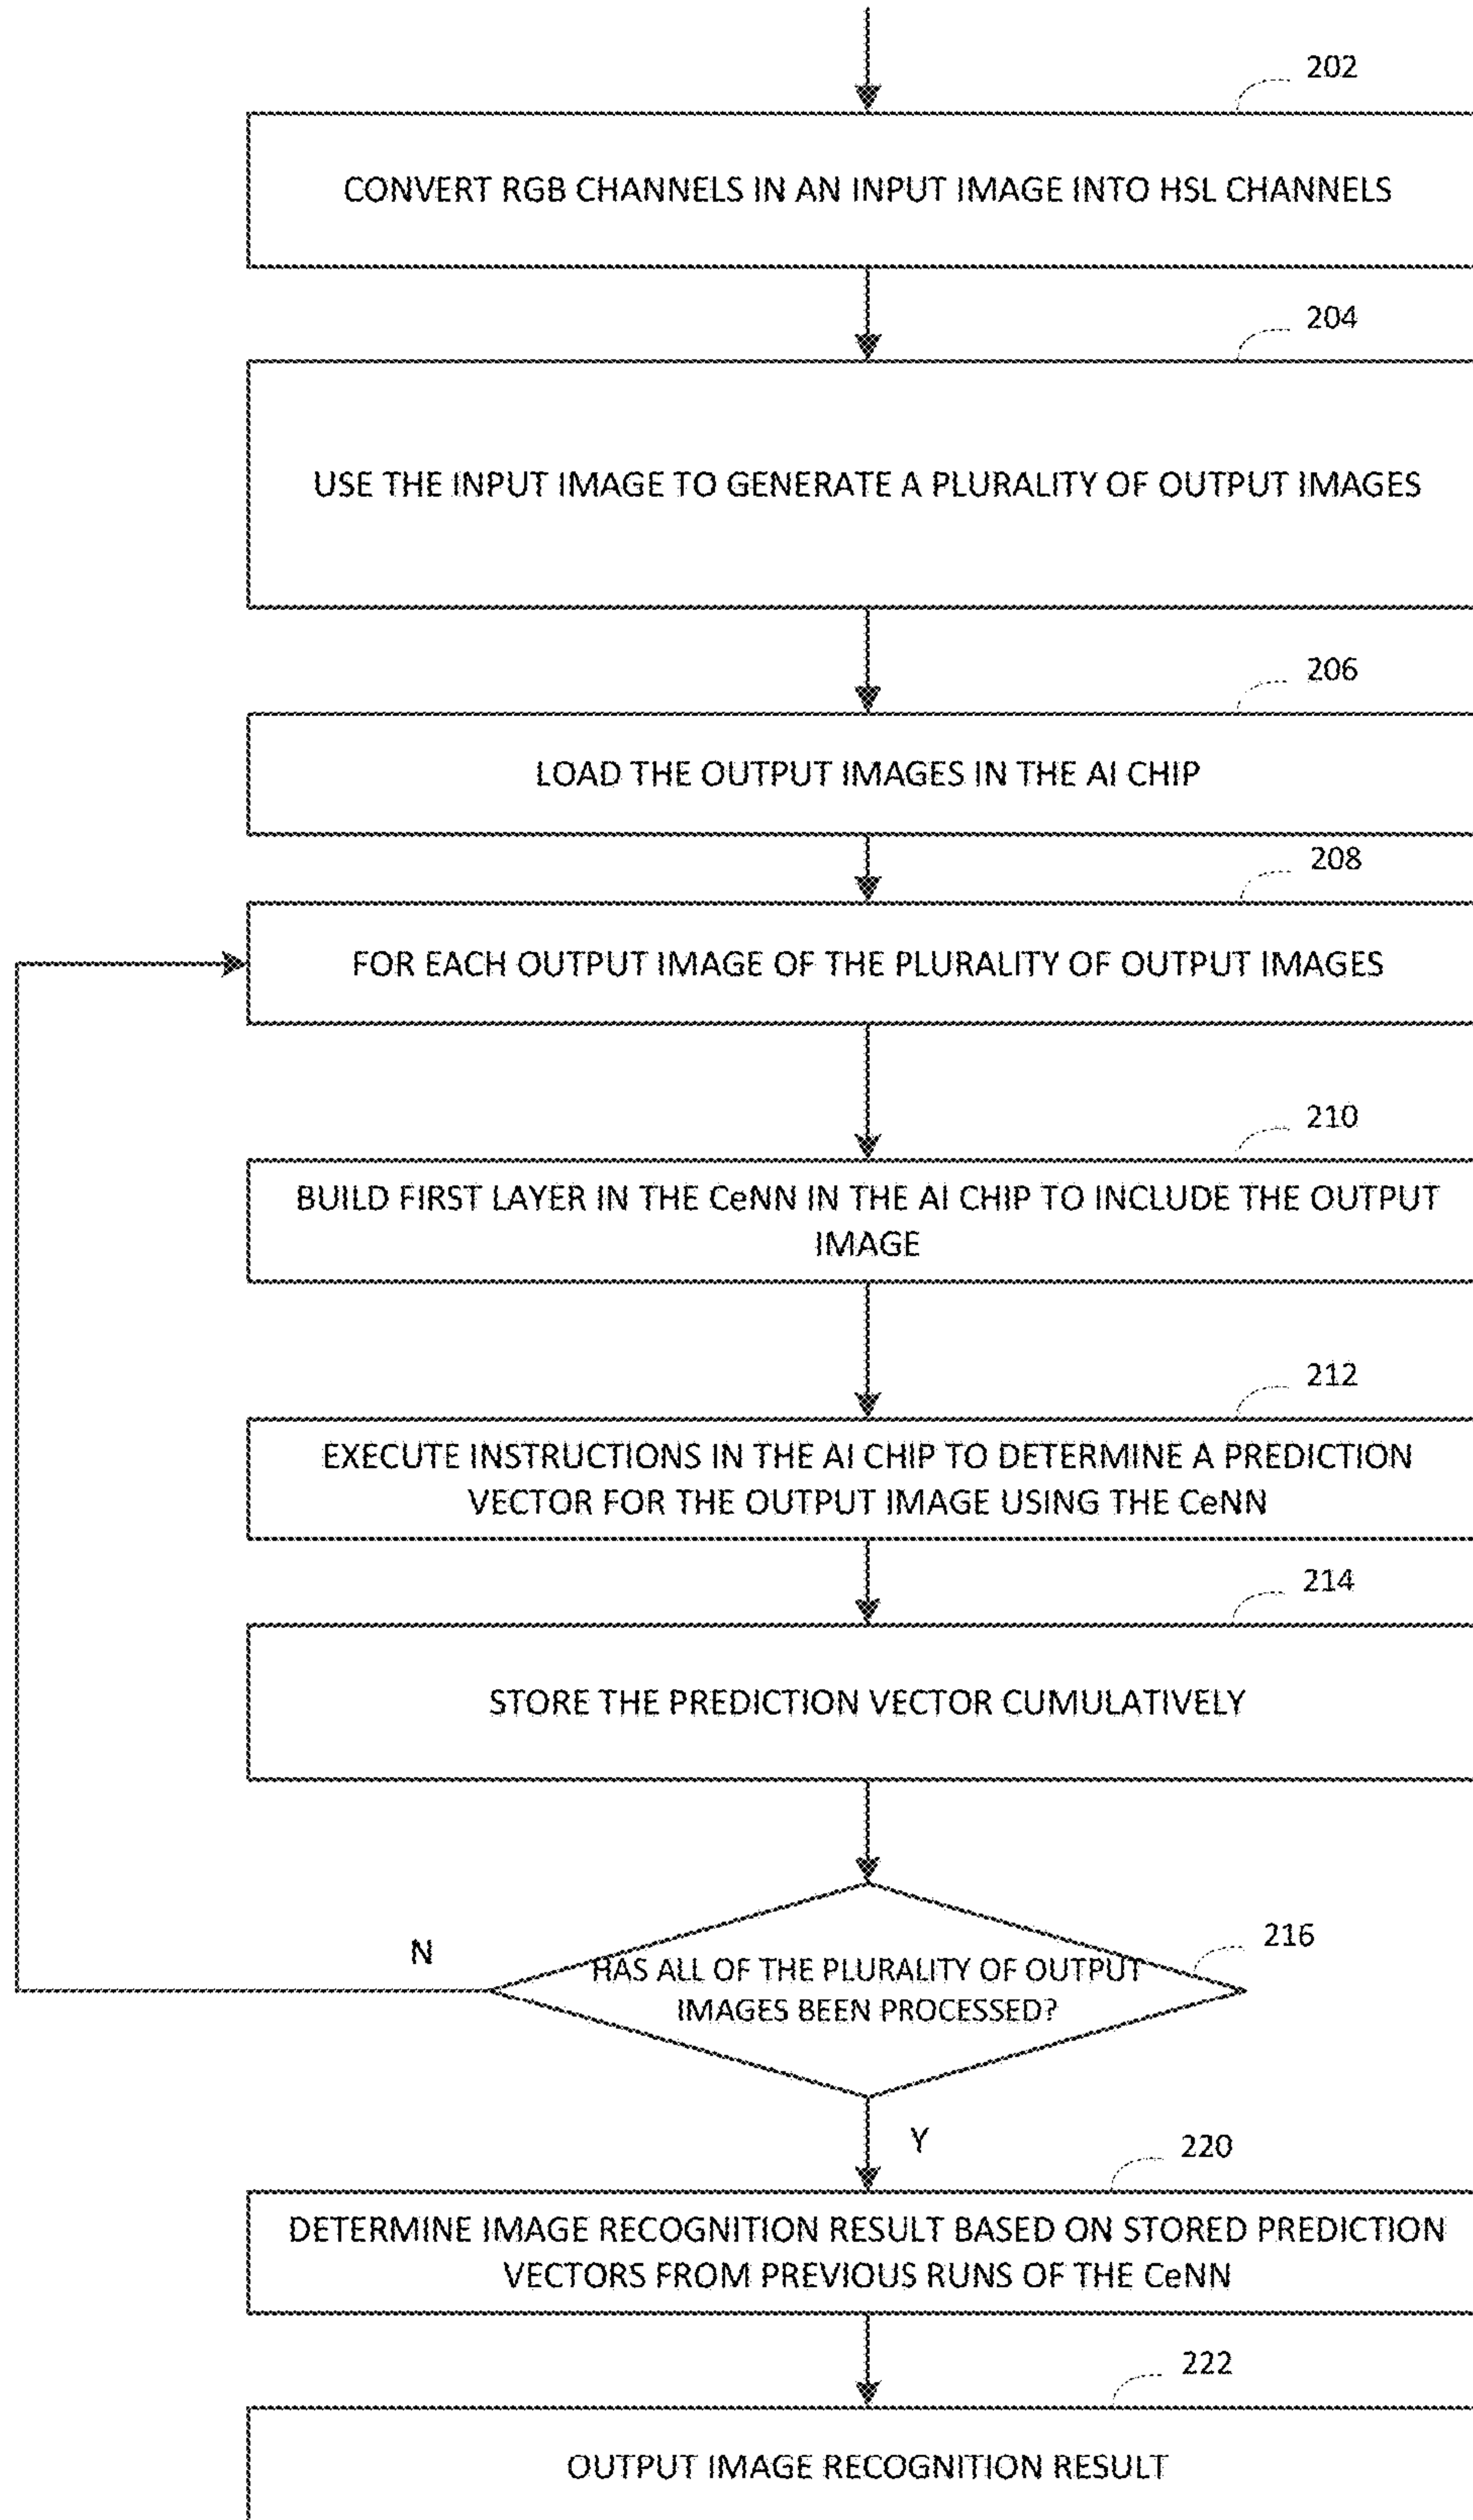 202
CONVERT RGB CHANNELS IN AN INPUT IMAGE INTO HSL CHANNELS
204
USE THE INPUT IMAGE TO GENERATE A PLURALITY OF OUTPUT IMAGES
206
LOAD THE OUTPUT IMAGES IN THE AI CHIP
208
FOR EACH OUTPUT IMAGE OF THE PLURALITY OF OUTPUT IMAGES
210
BUILD FIRST LAYER IN THE CeNN IN THE AI CHIP TO INCLUDE THE OUTPUT
IMAGE
212
EXECUTE INSTRUCTIONS IN THE AI CHIP TO DETERMINE A PREDICTION
VECTOR FOR THE OUTPUT IMAGE USING THE CeNN
214
STORE THE PREDICTION VECTOR CUMULATIVELY
216
N
HAS ALL OF THE PLURALITY OF OUTPUT
IMAGES BEEN PROCESSED?
Y
220
DETERMINE IMAGE RECOGNITION RESULT BASED ON STORED PREDICTION
VECTORS FROM PREVIOUS RUNS OF THE CeNN
222
OUTPUT IMAGE RECOGNITION RESULT